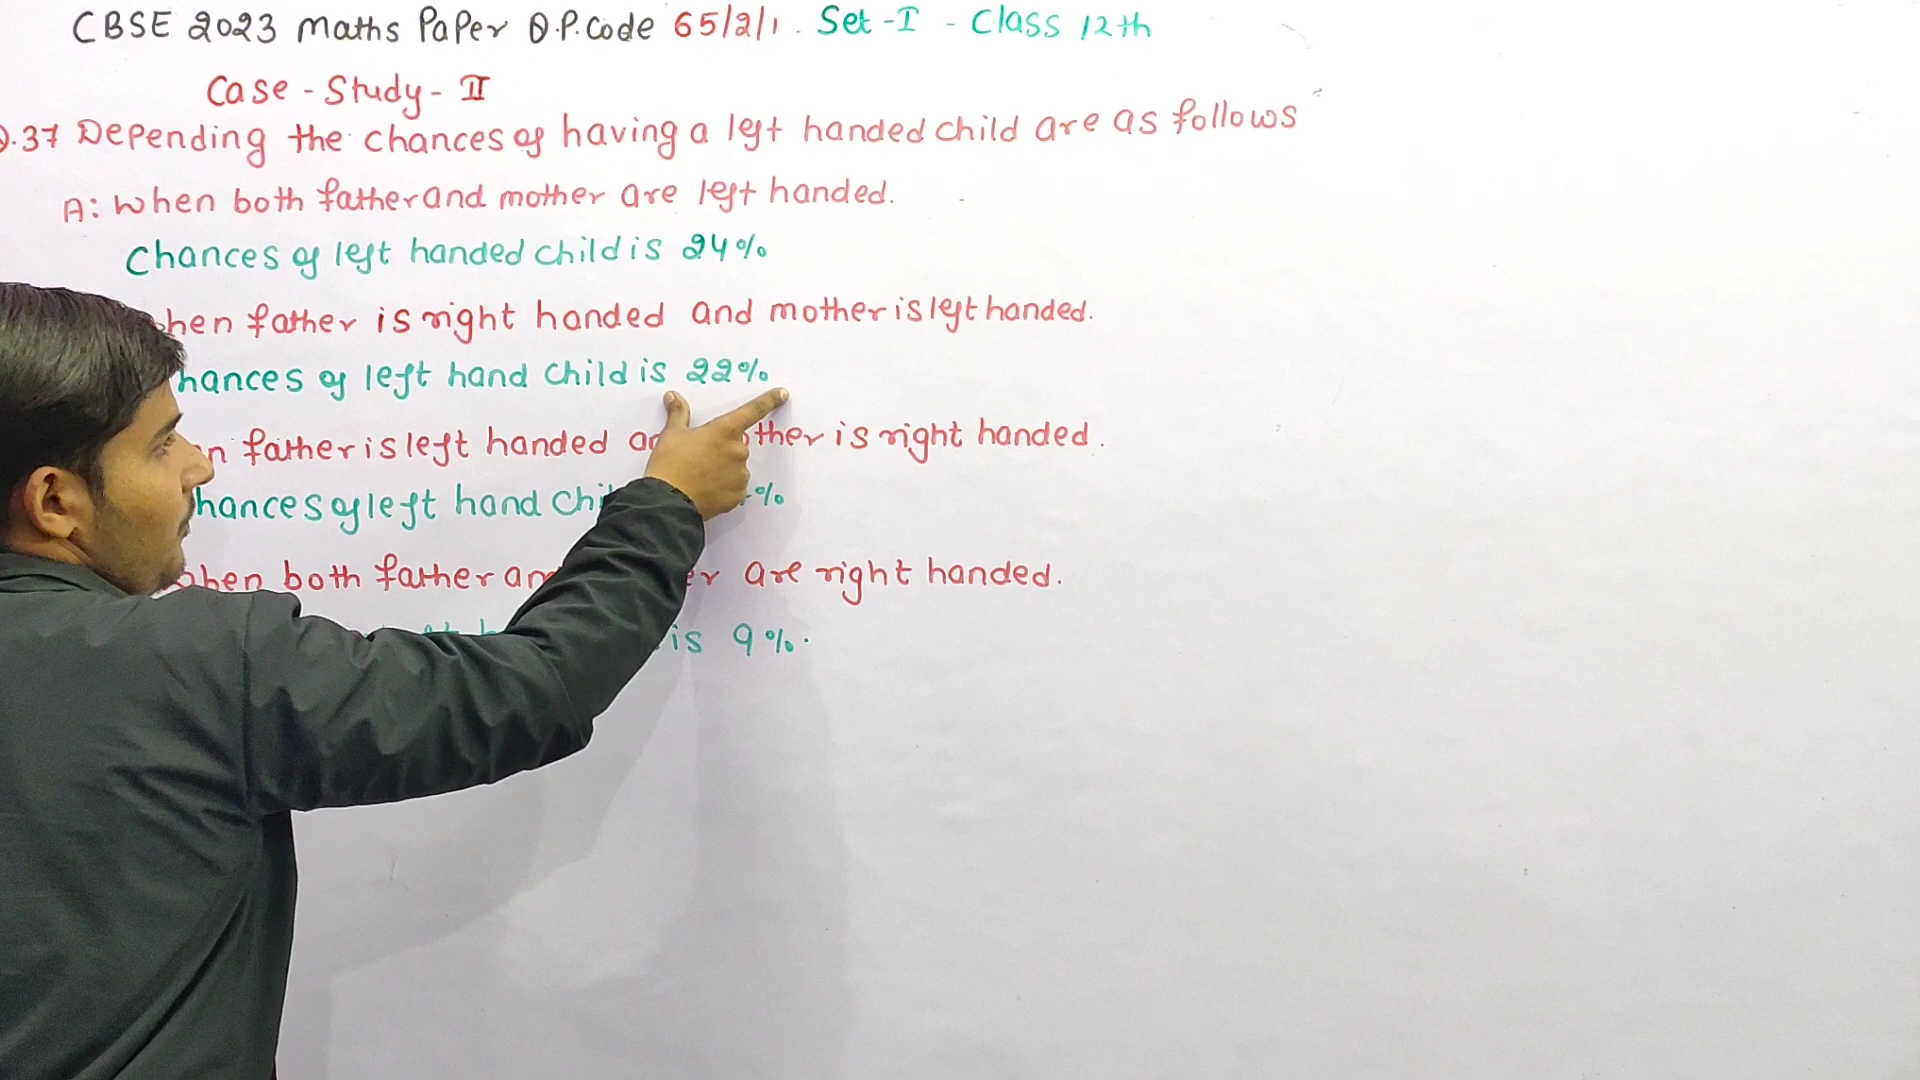 CBSE 2023 Maths Paper Q.P. Code 65/2/1. Set-I - Class 12th
Case-Study-II
Q.37 Depending the chances of having a left handed child are as follows
A: When both father and mother are left handed.
Chances of left handed child is 24%
hen father is right handed and mother is left handed.
hances of left hand child is 22%
n father is left handed other is right handed.
hances of left hand chi %
hen both father an r are right handed.
is 9%.